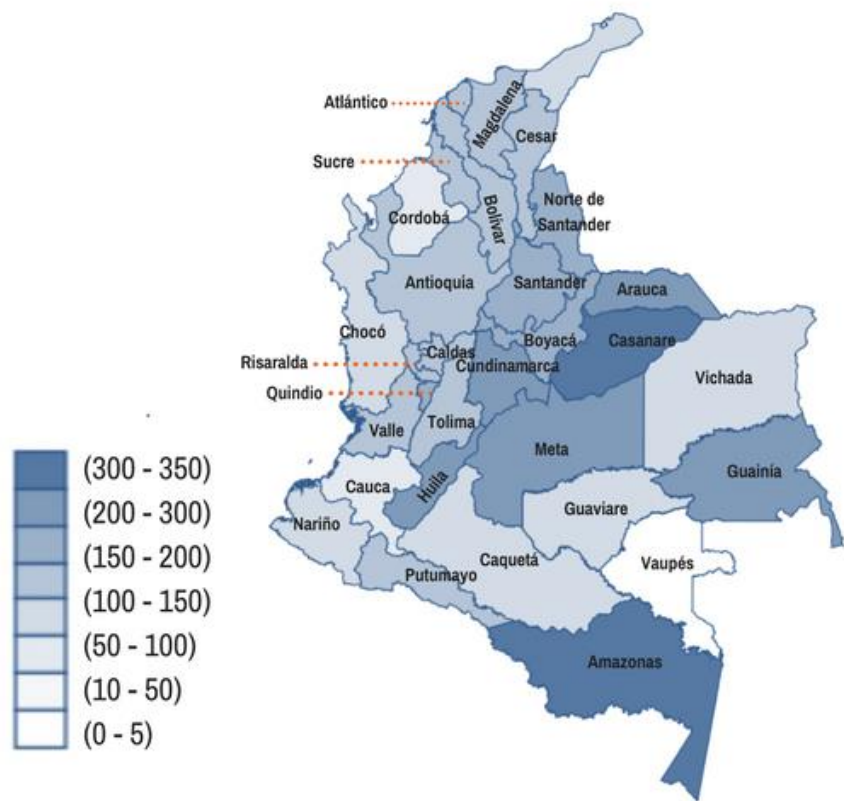 Atlántico
Magdalena
Cesar
Sucre
Cordobá
Bolívar
Norte de
Santander
Antioquia
Santander
Arauca
Chocó
Caldas
Boyacá
Casanare
Risaralda
Cundinamarca
Vichada
Quindio
Tolima
Valle
Meta
Guainía
Huila
Cauca
Guaviare
Nariño
Caquetá
Vaupés
Putumayo
Amazonas
(300 - 350)
(200 - 300)
(150 - 200)
(100 - 150)
(50 - 100)
(10 - 50)
(0 - 5)